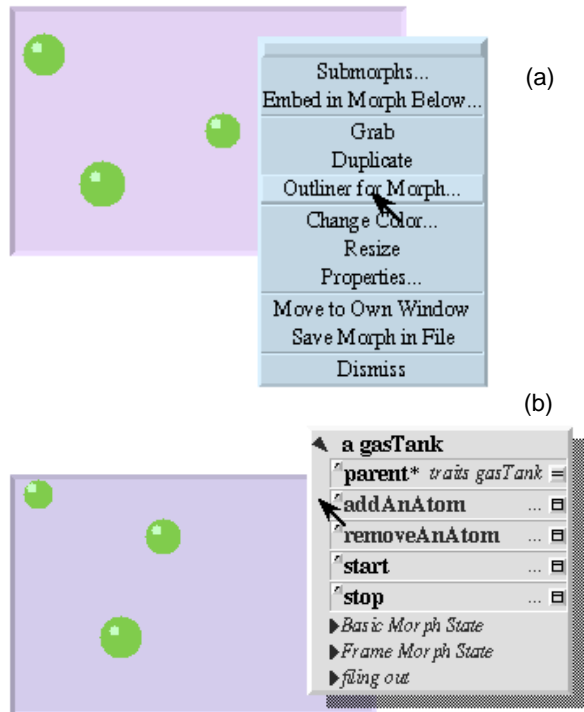 Submorphs...
(a)
Embed in Morph Below...
Grab
Duplicate
Outliner for Morph...
Change Color...
Resize
Properties...
Move to Own Window
Save Morph in File
Dismiss
(b)
a gasTank
parent* traits gasTank =
addAnAtom ...
removeAnAtom ...
start ...
stop ...
Basic Morph State
Frame Morph State
filing out